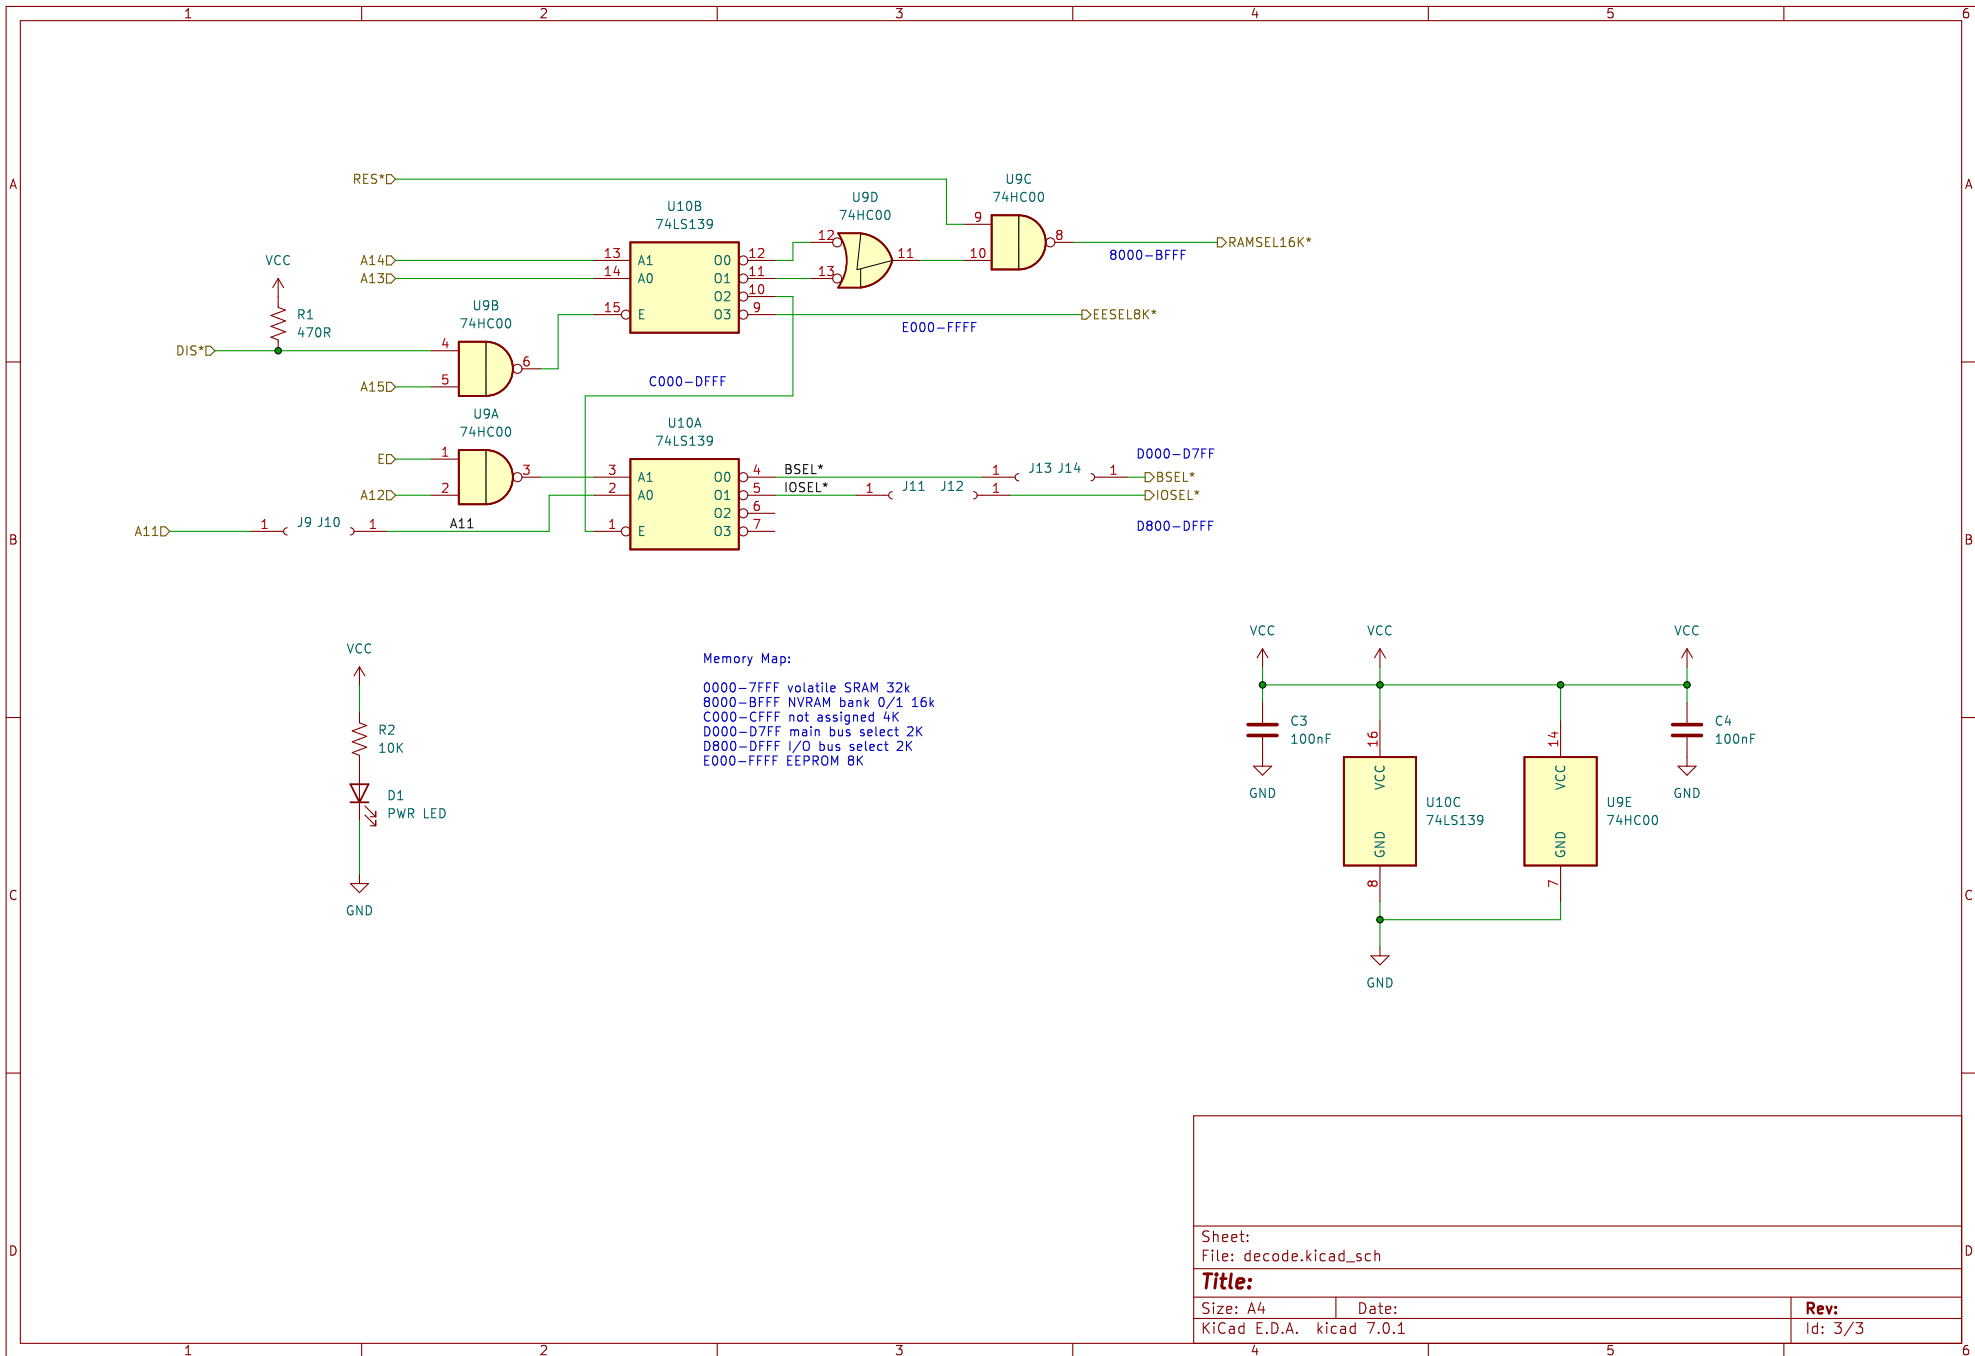 1 2 3 4 5 6
A A
RES*
U9C
74HC00
9
10
8
RAMSEL16K*
8000-BFFF
U9D
74HC00
12
13
11
U10B
74LS139
A14
A13
13 A1 O0 12
14 A0 O1 11
O2 10
15 E O3 9
EESEL8K*
E000-FFFF
VCC
R1
470R
U9B
74HC00
DIS*
4
A15
5
6
C000-DFFF
B B
U9A
74HC00
E
1
A12
2
3
U10A
74LS139
3 A1 O0 4
2 A0 O1 5
O2 6
1 E O3 7
BSEL*
IOSEL*
1 J13 J14 1
1 J11 J12 1
D000-D7FF
BSEL*
IOSEL*
D800-DFFF
A11
1 J9 J10 1
A11
VCC
R2
10K
D1
PWR LED
GND
Memory Map:
0000-7FFF volatile SRAM 32k
8000-BFFF NVRAM bank 0/1 16k
C000-CFFF not assigned 4K
D000-D7FF main bus select 2K
D800-DFFF I/O bus select 2K
E000-FFFF EEPROM 8K
VCC VCC VCC
C3
100nF
GND
16
VCC
GND
8
U10C
74LS139
14
VCC
GND
7
U9E
74HC00
C4
100nF
GND
GND
C C
D D
Sheet:
File: decode.kicad_sch
Title:
Size: A4 Date: Rev:
KiCad E.D.A. kicad 7.0.1 Id: 3/3
1 2 3 4 5 6